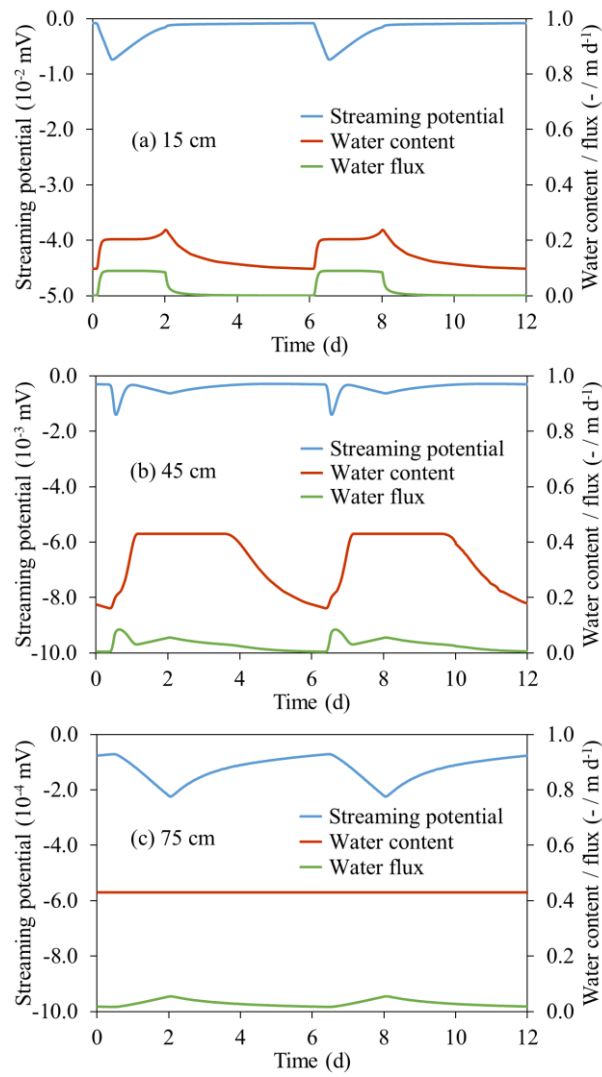 Streaming potential (10⁻² mV)
0.0
-1.0
-2.0
-3.0
-4.0
-5.0
(a) 15 cm
Streaming potential
Water content
Water flux
1.0
0.8
0.6
0.4
0.2
0.0
Water content / flux (- / m d⁻¹)
0 2 4 6 8 10 12
Time (d)
Streaming potential (10⁻³ mV)
0.0
-2.0
-4.0
-6.0
-8.0
-10.0
(b) 45 cm
Streaming potential
Water content
Water flux
1.0
0.8
0.6
0.4
0.2
0.0
Water content / flux (- / m d⁻¹)
0 2 4 6 8 10 12
Time (d)
Streaming potential (10⁻⁴ mV)
0.0
-2.0
-4.0
-6.0
-8.0
-10.0
(c) 75 cm
Streaming potential
Water content
Water flux
1.0
0.8
0.6
0.4
0.2
0.0
Water content / flux (- / m d⁻¹)
0 2 4 6 8 10 12
Time (d)